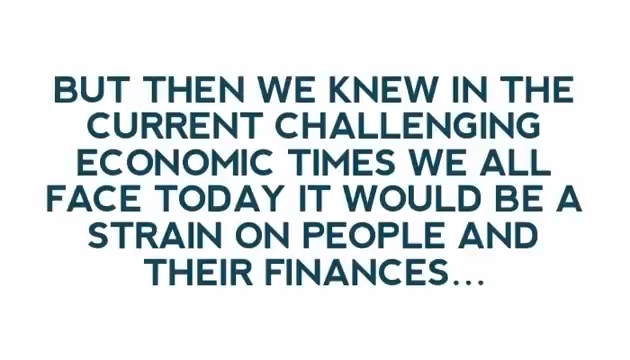 BUT THEN WE KNEW IN THE
CURRENT CHALLENGING
ECONOMIC TIMES WE ALL
FACE TODAY IT WOULD BE A
STRAIN ON PEOPLE AND
THEIR FINANCES...